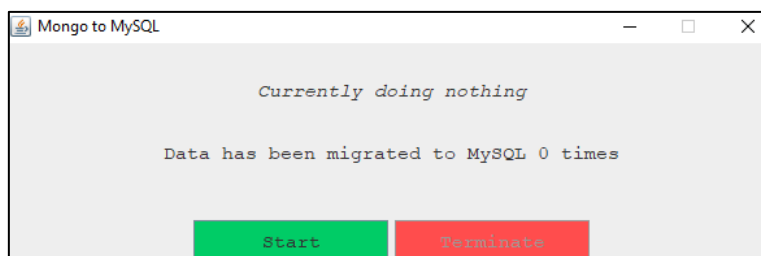 Mongo to MySQL
Currently doing nothing
Data has been migrated to MySQL 0 times
Start Terminate